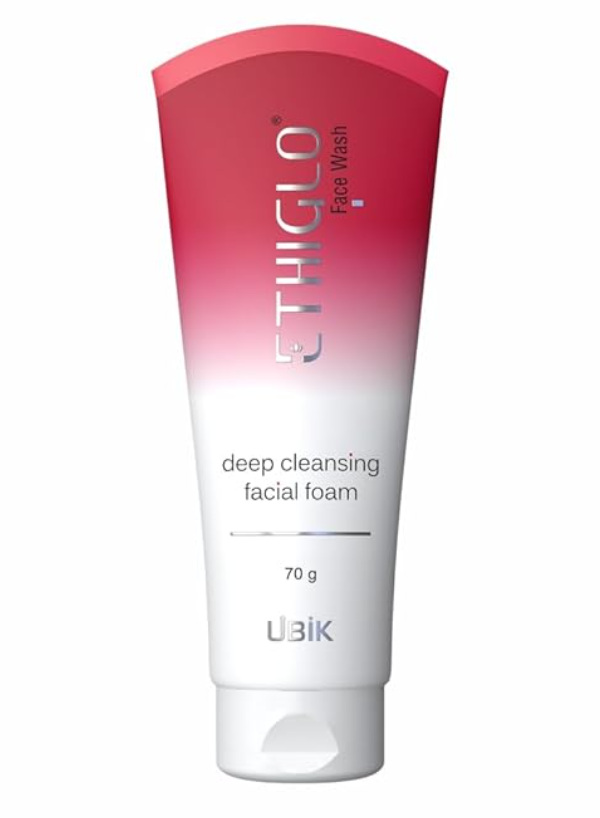 ETHIGLO®
Face Wash
deep cleansing
facial foam
70 g
UBIK